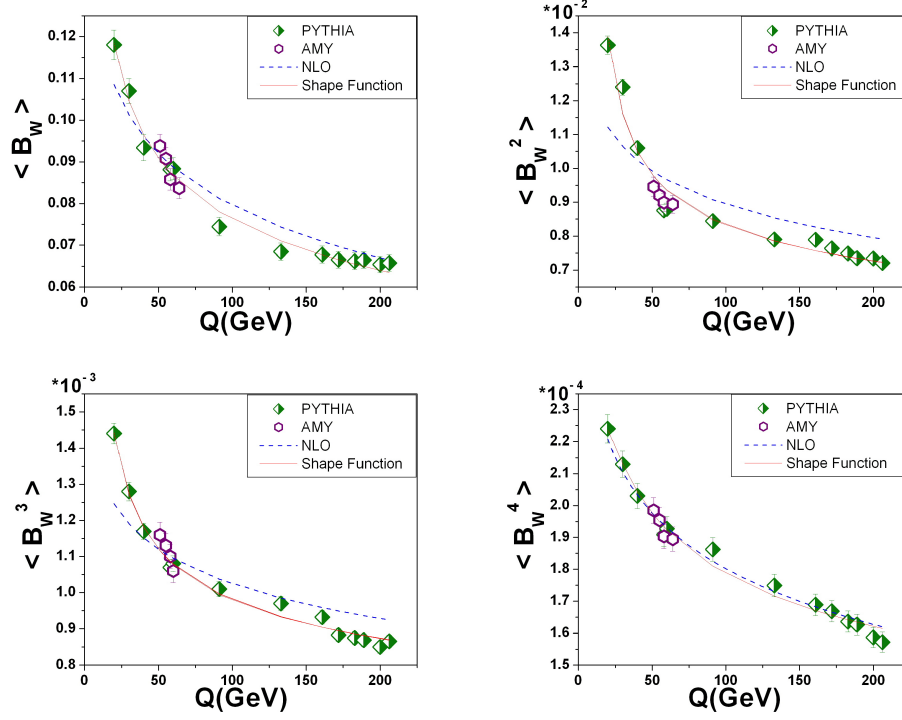 0.12
0.11
0.10
0.09
0.08
0.07
0.06
< B_W >
PYTHIA
AMY
NLO
Shape Function
0 50 100 150 200
Q(GeV)
*10^-2
1.4
1.3
1.2
1.1
1.0
0.9
0.8
0.7
0.6
< B_W^2 >
PYTHIA
AMY
NLO
Shape Function
0 50 100 150 200
Q(GeV)
*10^-3
1.5
1.4
1.3
1.2
1.1
1.0
0.9
0.8
< B_W^3 >
PYTHIA
AMY
NLO
Shape Function
0 50 100 150 200
Q(GeV)
*10^-4
2.3
2.2
2.1
2.0
1.9
1.8
1.7
1.6
1.5
< B_W^4 >
PYTHIA
AMY
NLO
Shape Function
0 50 100 150 200
Q(GeV)